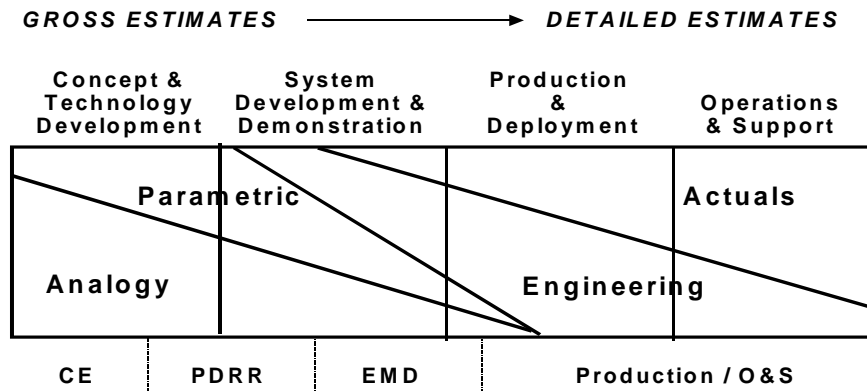 GROSS ESTIMATES DETAILED ESTIMATES
Concept &
Technology
Development
System
Development &
Demonstration
Production
&
Deployment
Operations
& Support
Parametric
Actuals
Analogy
Engineering
CE PDRR EMD Production / O&S